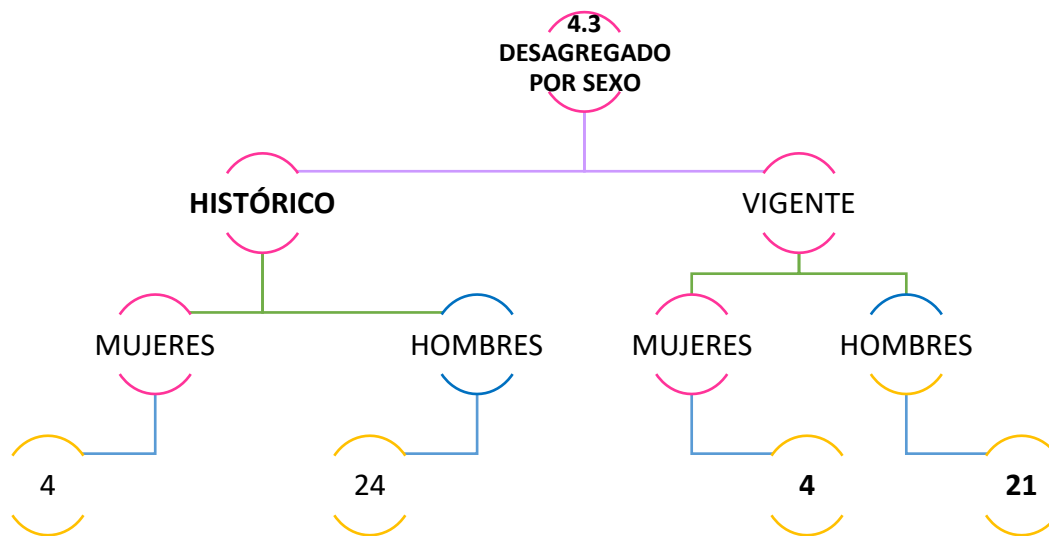 4.3
DESAGREGADO
POR SEXO
HISTÓRICO
VIGENTE
MUJERES
HOMBRES
MUJERES
HOMBRES
4
24
4
21